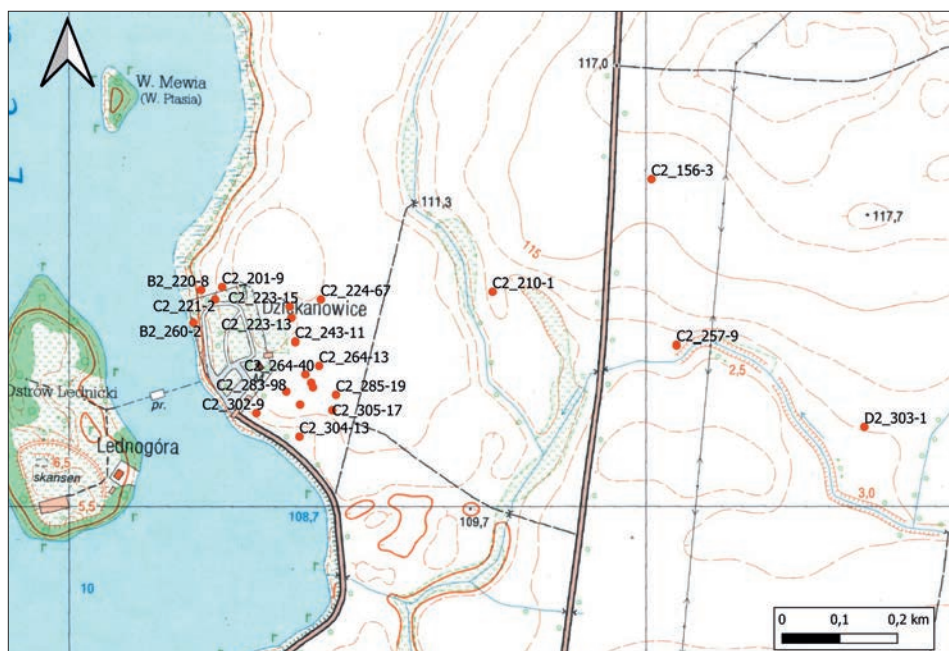 W. Mewia
(W. Ptasia)
117,0
C2_156-3
111,3
117,7
115
B2_220-8
C2_201-9
C2_221-2
C2_223-15
C2_224-67
C2_210-1
Dziekanowice
C2_223-13
B2_260-2
C2_243-11
C2_257-9
C2_264-40
C2_264-13
2,5
Ostrów Lednicki
C2_283-98
C2_285-19
pr.
C2_302-9
C2_305-17
D2_303-1
Lednogóra
C2_304-13
6,5
skansen
3,0
5,5
108,7
109,7
10
0 0,1 0,2 km